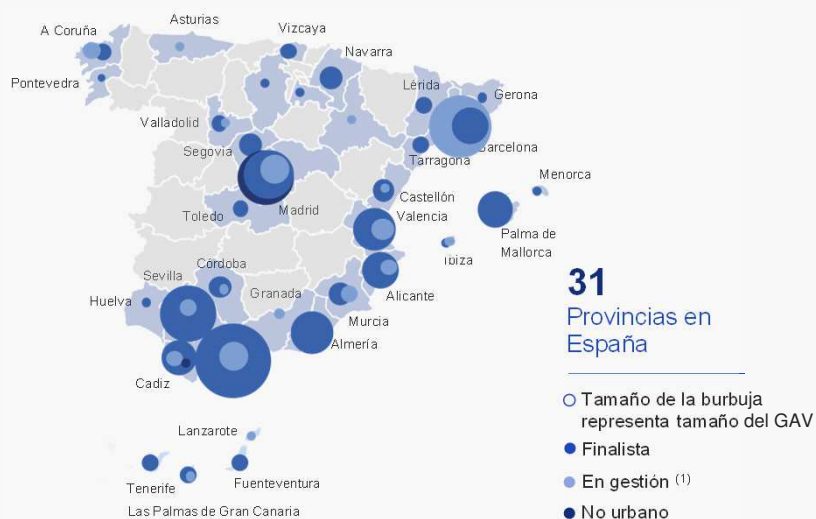 Asturias
Vizcaya
A Coruña
Navarra
Pontevedra
Lérida
Gerona
Valladolid
Segovia
Barcelona
Tarragona
Menorca
Castellón
Toledo
Madrid
Valencia
Palma de
Mallorca
Ibiza
Córdoba
Sevilla
Granada
Alicante
Huelva
Murcia
Almería
Cadiz
Lanzarote
Tenerife
Fuenteventura
Las Palmas de Gran Canaria
31
Provincias en
España
Tamaño de la burbuja
representa tamaño del GAV
Finalista
En gestión (1)
No urbano